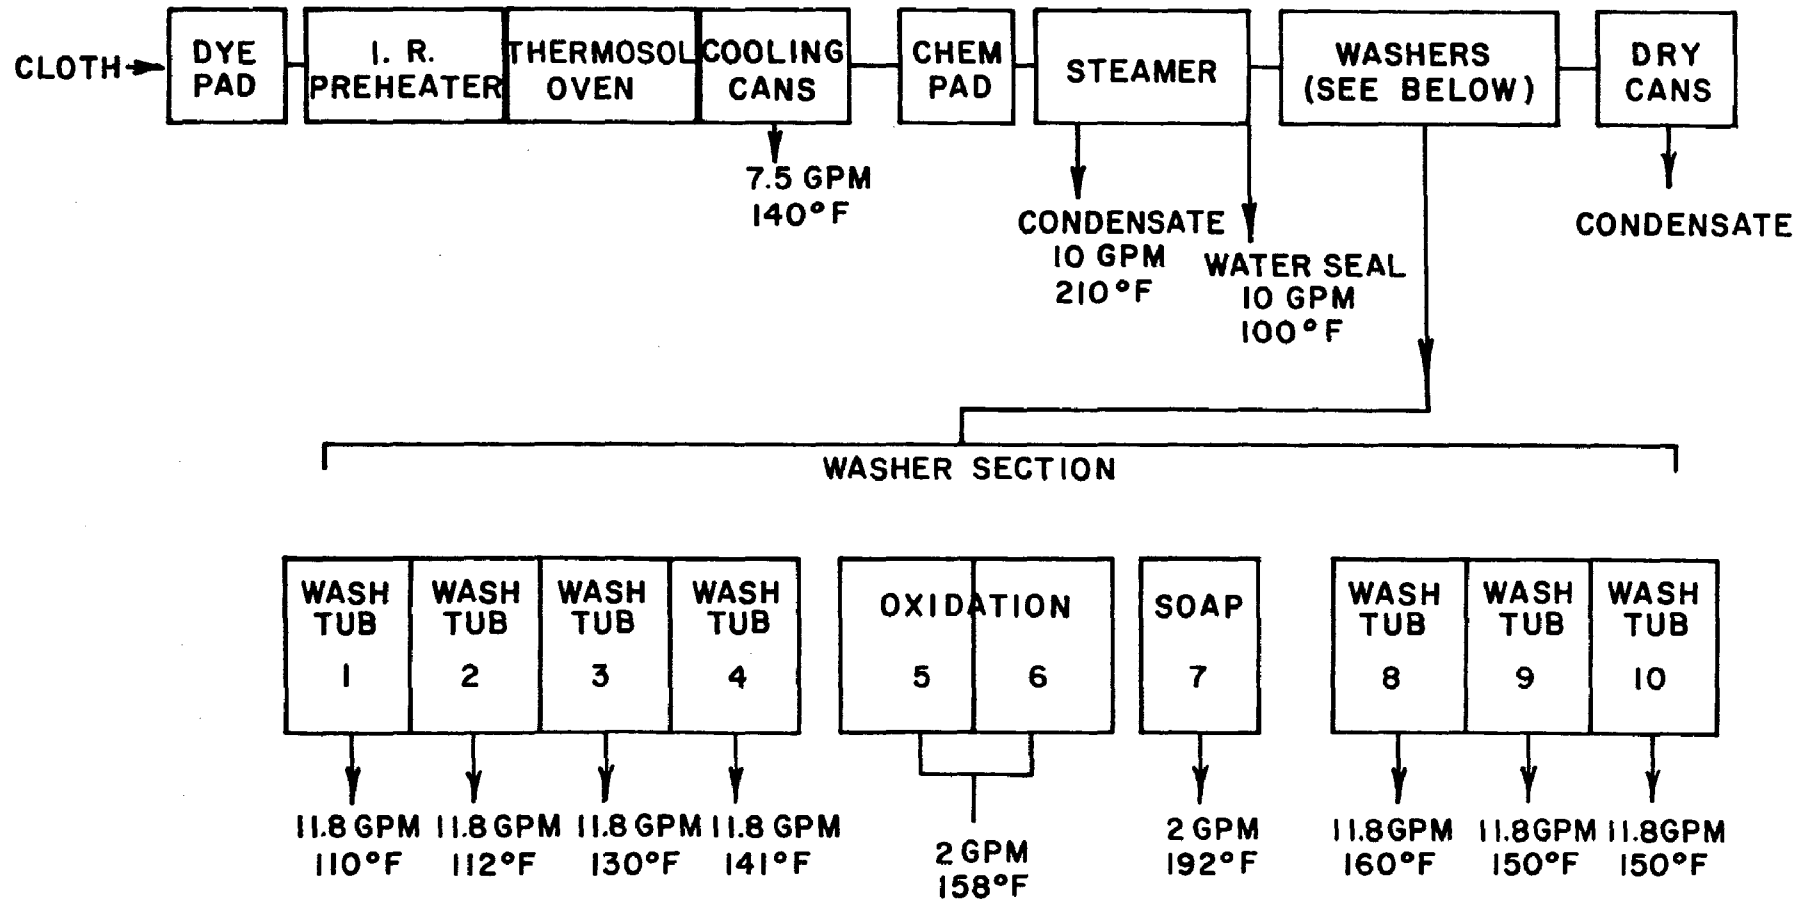 CLOTH
DYE
PAD
I. R.
PREHEATER
THERMOSOL
OVEN
COOLING
CANS
CHEM
PAD
STEAMER
WASHERS
(SEE BELOW)
DRY
CANS
7.5 GPM
140°F
CONDENSATE
10 GPM
210°F
WATER SEAL
10 GPM
100°F
CONDENSATE
WASHER SECTION
WASH
TUB
1
WASH
TUB
2
WASH
TUB
3
WASH
TUB
4
OXIDATION
5 6
SOAP
7
WASH
TUB
8
WASH
TUB
9
WASH
TUB
10
11.8 GPM
110°F
11.8 GPM
112°F
11.8 GPM
130°F
11.8 GPM
141°F
2 GPM
158°F
2 GPM
192°F
11.8GPM
160°F
11.8GPM
150°F
11.8GPM
150°F